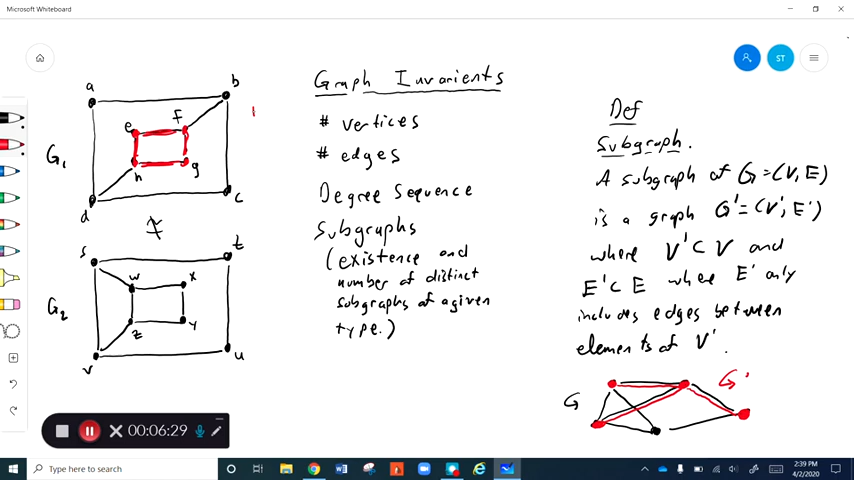 Microsoft Whiteboard
ST
a
b
e
f
G₁
h
g
d
c
≄
s
t
w
x
G₂
z
y
v
u
Graph Invarients
# vertices
# edges
Degree Sequence
Subgraphs
(existence and
number of distinct
subgraphs of a given
type.)
Def
Subgraph.
A subgraph of G=(V,E)
is a graph G'=(V',E')
where V'⊂V and
E'⊂E where E' only
includes edges between
elements of V'.
G
G'
00:06:29
Type here to search
2:39 PM
4/2/2020